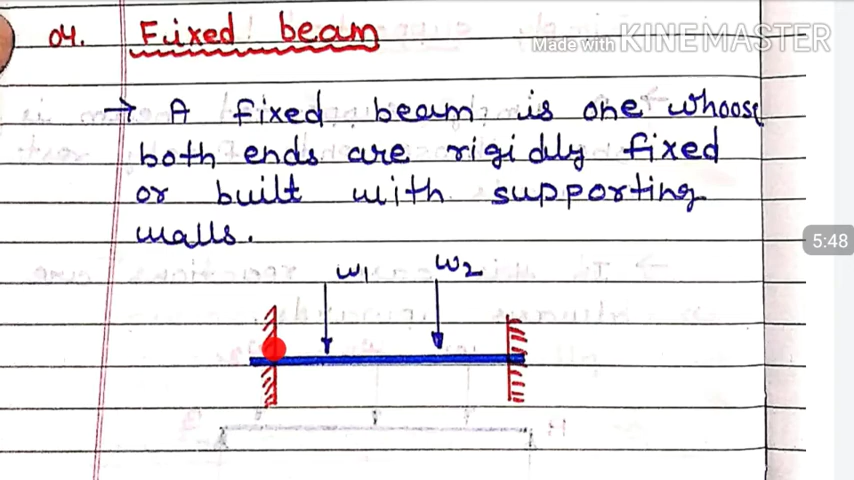 04. Fiixed beam
Made with KINEMASTER
→ A fixed beam is one whoose
both ends are rigidly fixed
or built with supporting
5:48
walls.
w1 w2